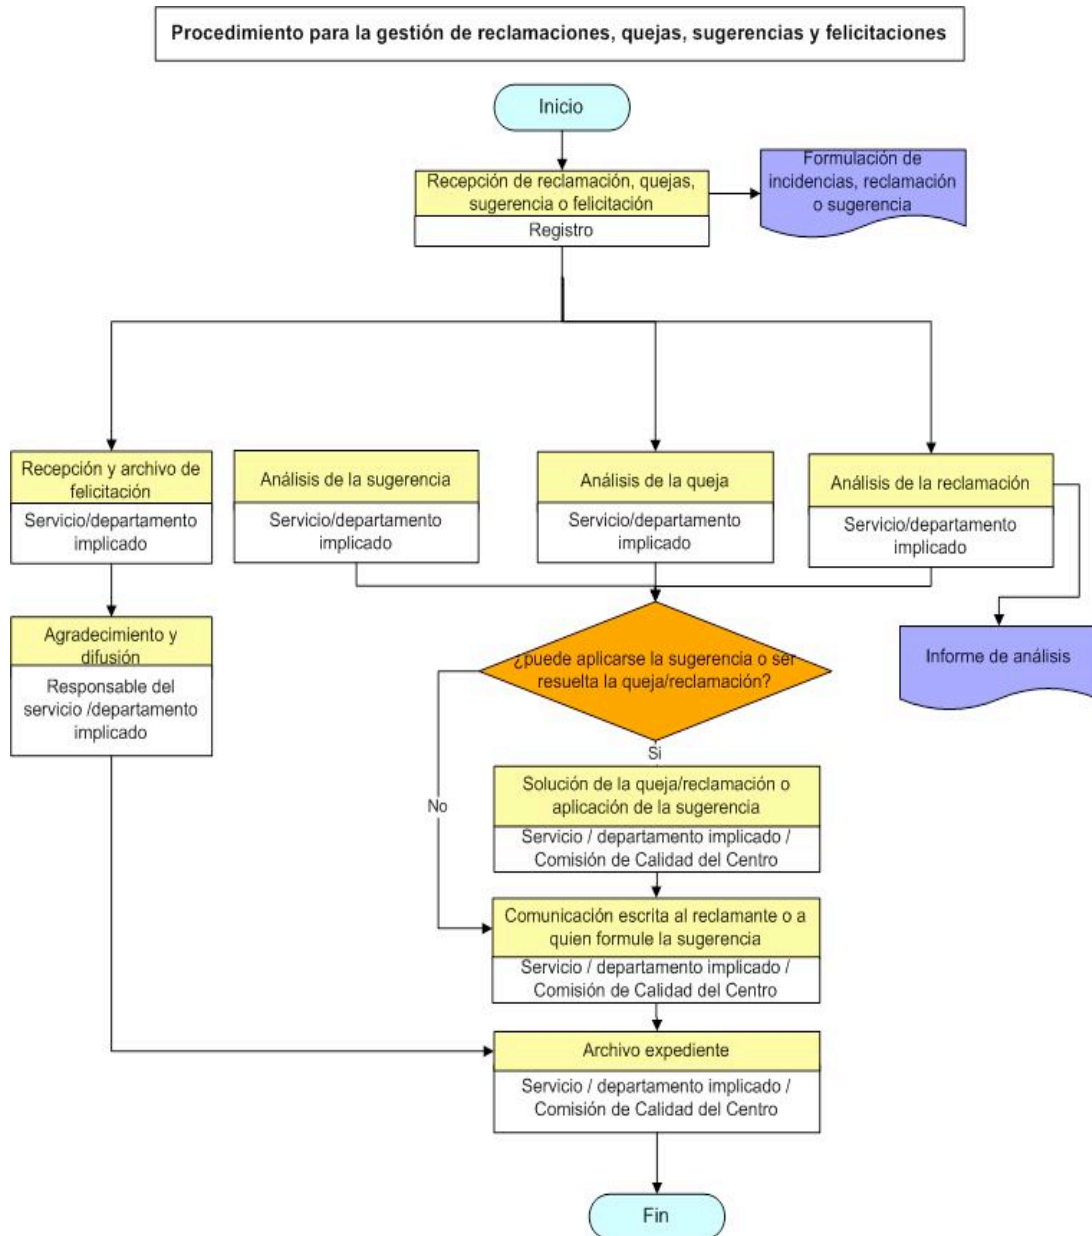 Procedimiento para la gestión de reclamaciones, quejas, sugerencias y felicitaciones
Inicio
Recepción de reclamación, quejas,
sugerencia o felicitación
Registro
Formulación de
incidencias, reclamación
o sugerencia
Recepción y archivo de
felicitación
Servicio/departamento
implicado
Análisis de la sugerencia
Servicio/departamento
implicado
Análisis de la queja
Servicio/departamento
implicado
Análisis de la reclamación
Servicio/departamento
implicado
Agradecimiento y
difusión
Responsable del
servicio /departamento
implicado
¿puede aplicarse la sugerencia o ser
resuelta la queja/reclamación?
Informe de análisis
Si
No
Solución de la queja/reclamación o
aplicación de la sugerencia
Servicio / departamento implicado /
Comisión de Calidad del Centro
Comunicación escrita al reclamante o a
quien formule la sugerencia
Servicio / departamento implicado /
Comisión de Calidad del Centro
Archivo expediente
Servicio / departamento implicado /
Comisión de Calidad del Centro
Fin